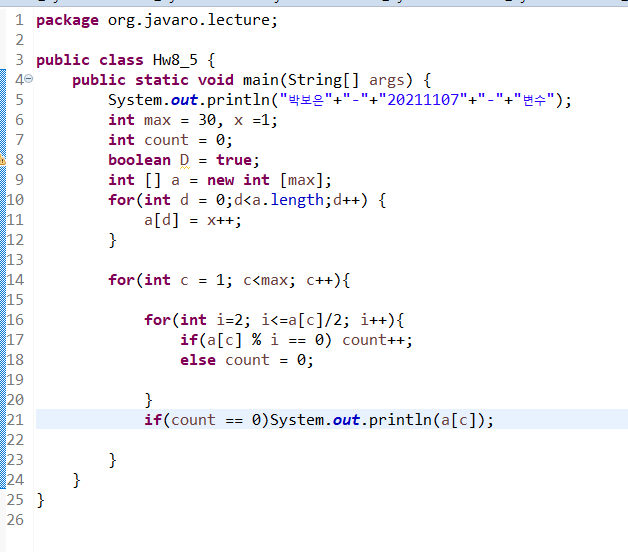 1 package org.javaro.lecture;
2
3 public class Hw8_5 {
4 public static void main(String[] args) {
5 System.out.println("박보은"+"-"+"20211107"+"-"+"변수");
6 int max = 30, x =1;
7 int count = 0;
8 boolean D = true;
9 int [] a = new int [max];
10 for(int d = 0;d<a.length;d++) {
11 a[d] = x++;
12 }
13
14 for(int c = 1; c<max; c++){
15
16 for(int i=2; i<=a[c]/2; i++){
17 if(a[c] % i == 0) count++;
18 else count = 0;
19
20 }
21 if(count == 0)System.out.println(a[c]);
22
23 }
24 }
25 }
26